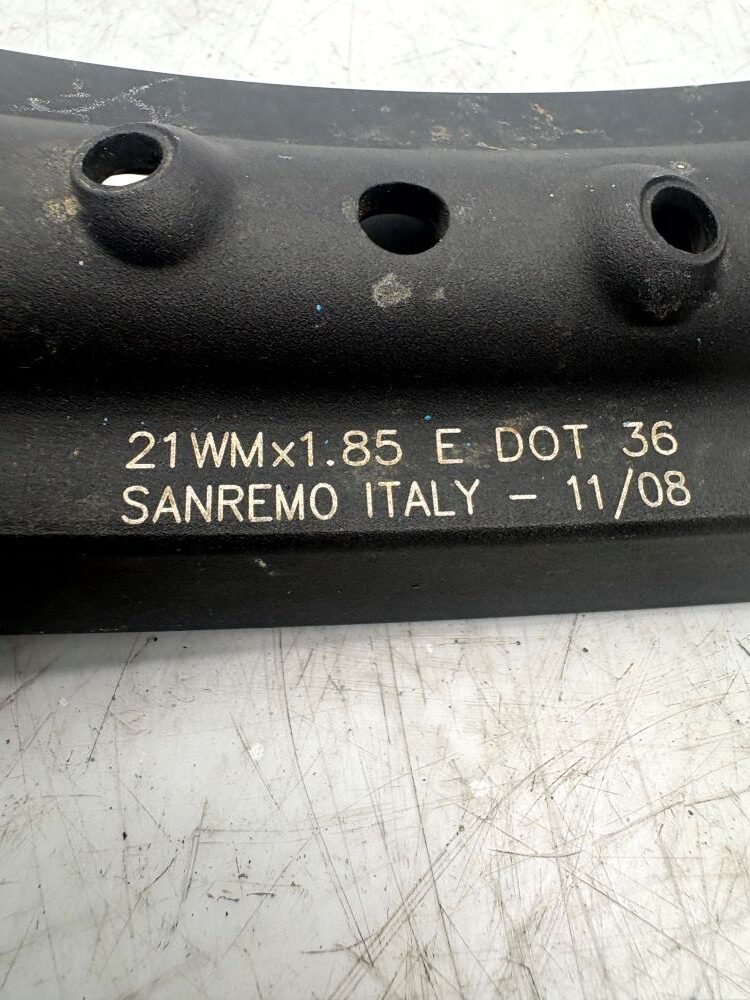 21WMx1.85 E DOT 36
SANREMO ITALY - 11/08